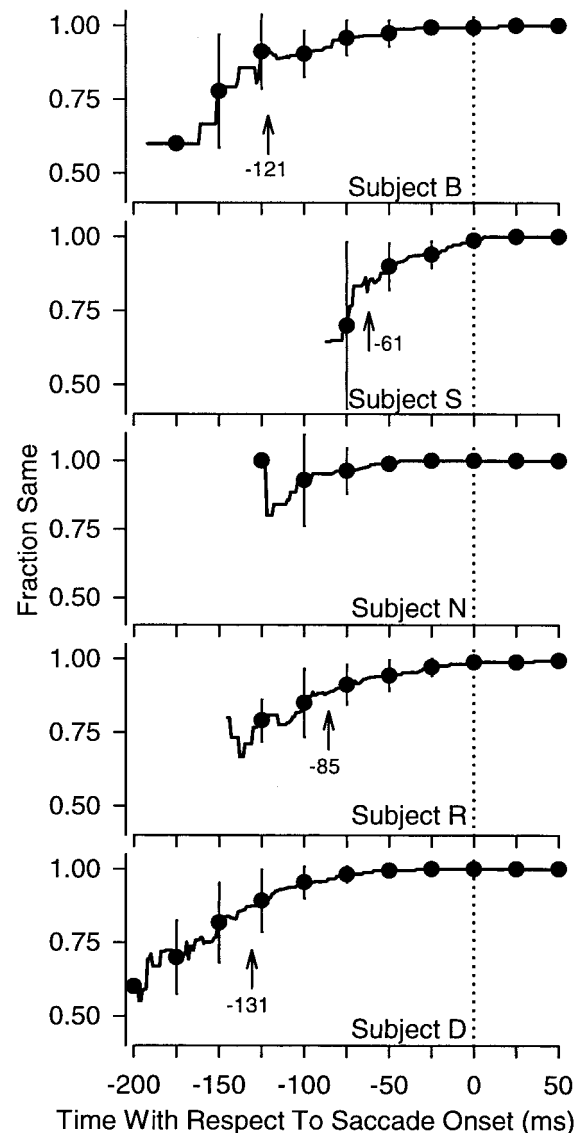 1.00
0.75
0.50
-121
Subject B
1.00
0.75
0.50
-61
Subject S
Fraction Same
1.00
0.75
0.50
Subject N
1.00
0.75
0.50
-85
Subject R
1.00
0.75
0.50
-131
Subject D
-200 -150 -100 -50 0 50
Time With Respect To Saccade Onset (ms)